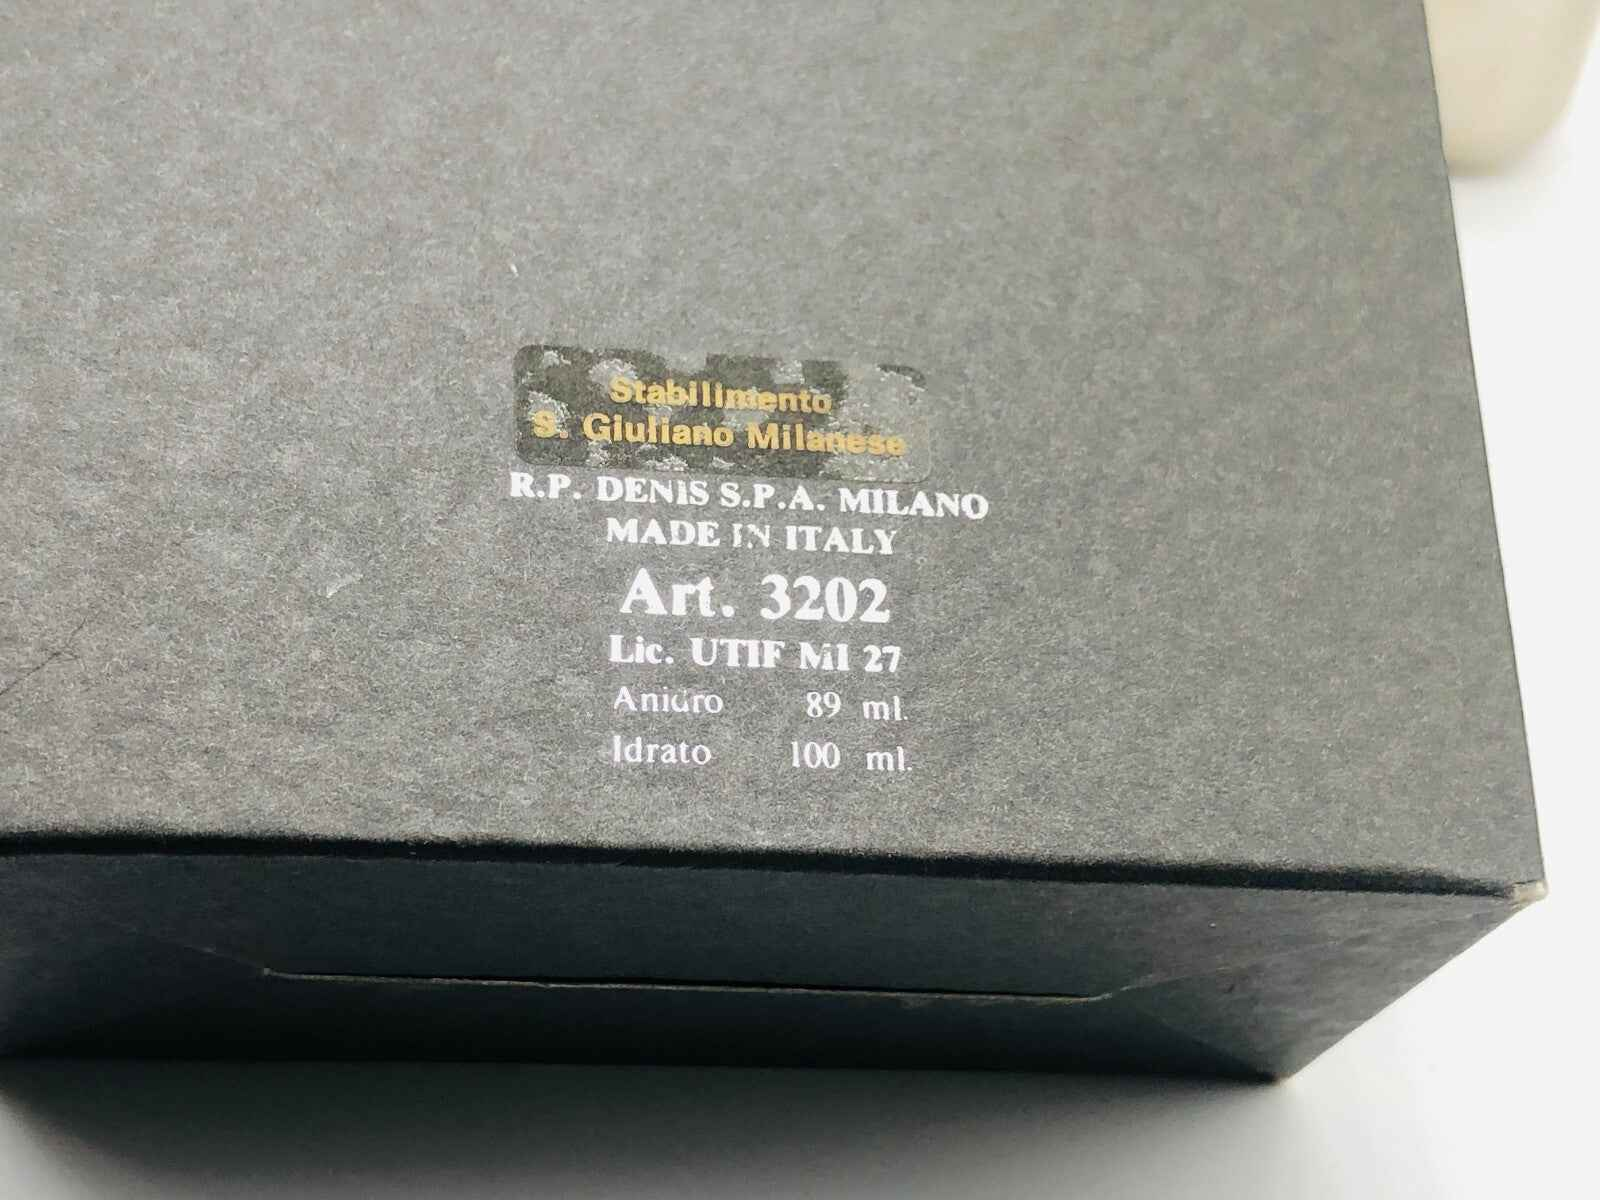 Stabilimento
S. Giuliano Milanese
R.P. DENIS S.P.A. MILANO
MADE IN ITALY
Art. 3202
Lic. UTIF MI 27
Anidro 89 ml.
Idrato 100 ml.